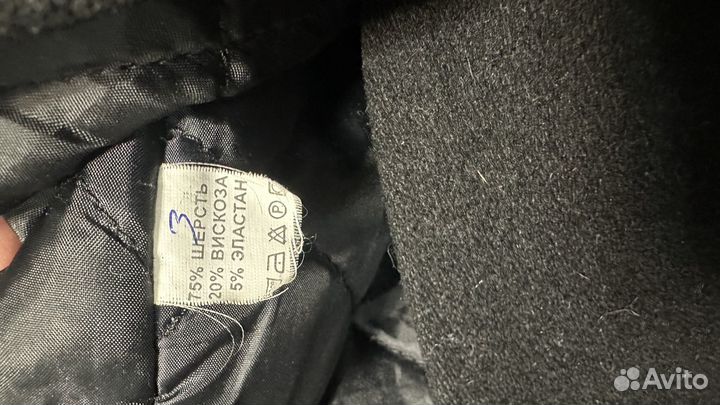 3
75% ШЕРСТЬ
20% ВИСКОЗА
5% ЭЛАСТАН
P
Avito